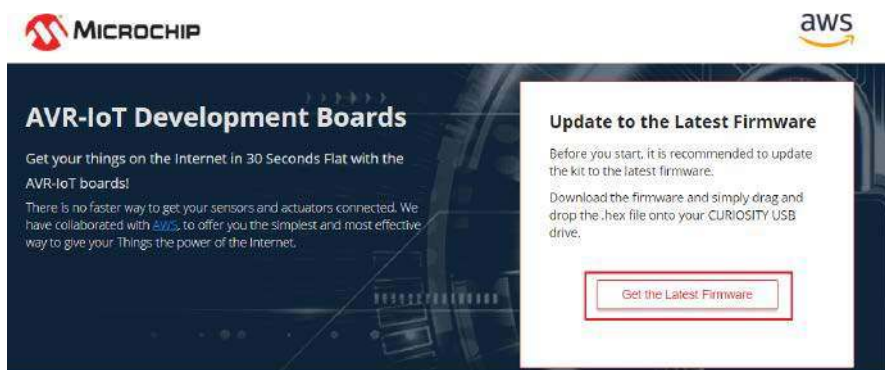 MICROCHIP
aws
AVR-IoT Development Boards
Get your things on the Internet in 30 Seconds Flat with the
AVR-IoT boards!
There is no faster way to get your sensors and actuators connected. We
have collaborated with AWS, to offer you the simplest and most effective
way to give your Things the power of the Internet.
Update to the Latest Firmware
Before you start, it is recommended to update
the kit to the latest firmware.
Download the firmware and simply drag and
drop the .hex file onto your CURIOSITY USB
drive.
Get the Latest Firmware